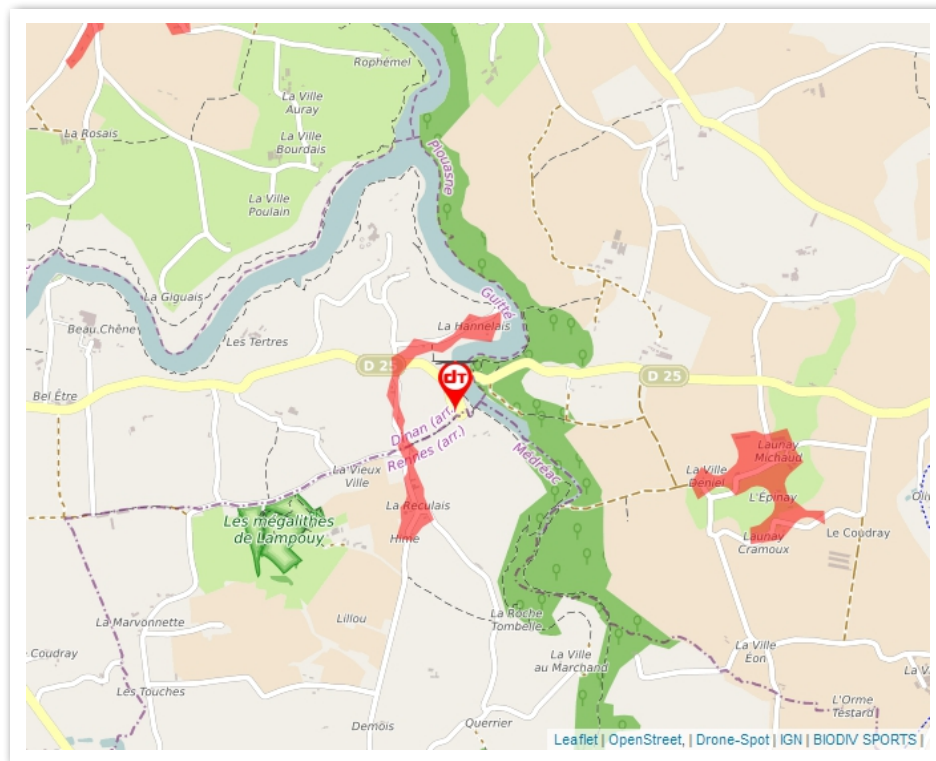 Rophémel
La Ville
Auray
La Rosais
La Ville
Bourdais
Plouasne
La Ville
Poulain
La Giguais
Guitté
Beau Chêne
Les Tertres
La Hannelais
D 25
D 25
Bel Être
dT
Dinan (arr.)
Rennes (arr.)
Médréac
Launay
Michaud
La Vieux
Ville
La Ville
Deniel
L'Épinay
La Reculais
Les mégalithes
de Lampouy
Hime
Launay
Cramoux
Le Coudray
La Marvonnette
Lillou
La Roche
Tombelle
Coudray
La Ville
au Marchand
La Ville
Éon
Les Touches
L'Orme
Testard
Demois
Querrier
Leaflet | OpenStreet, | Drone-Spot | IGN | BIODIV SPORTS |